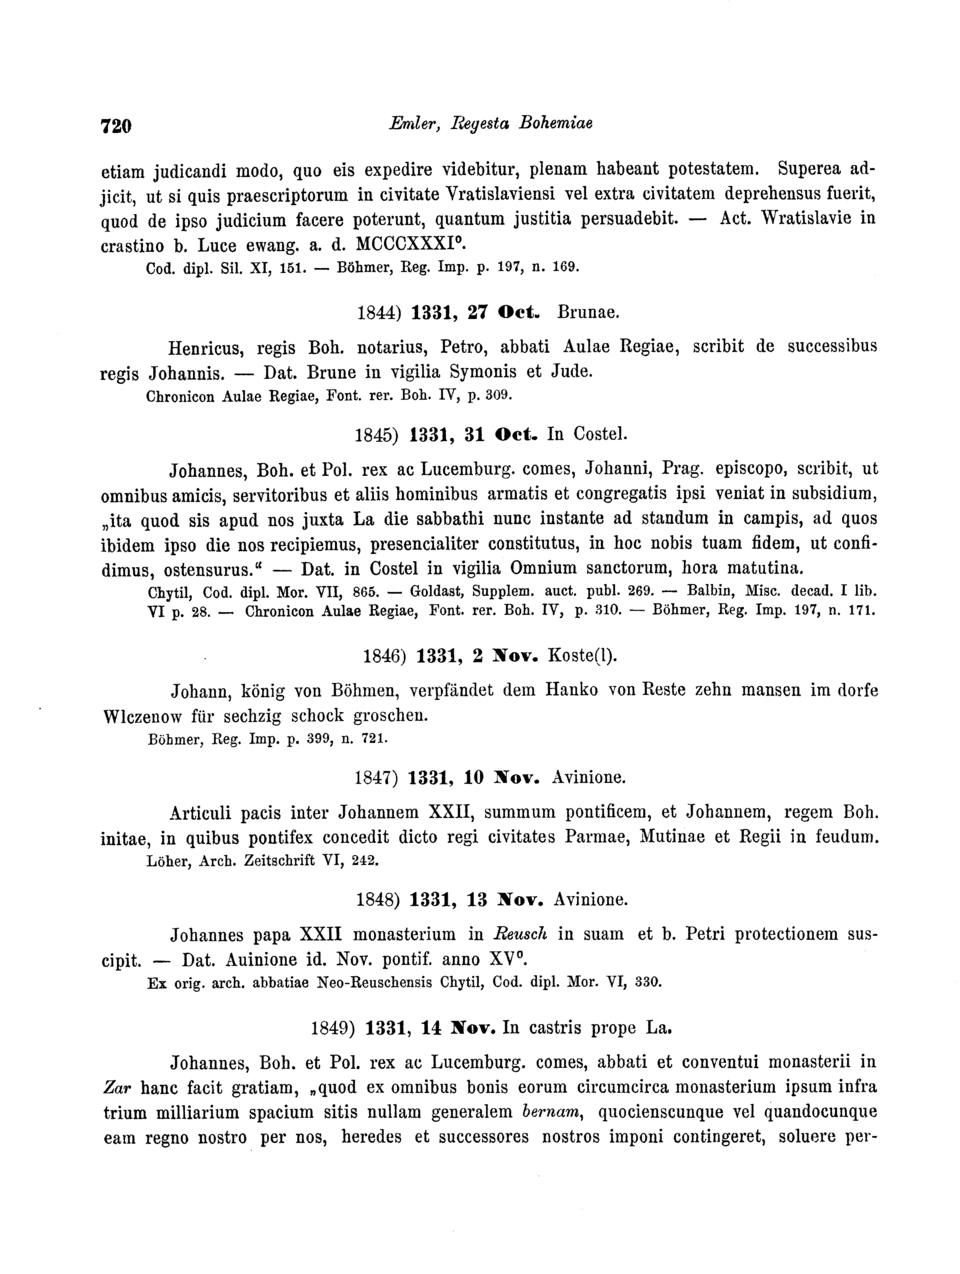 720 Emler, Regesta Bohemiae
etiam judicandi modo, quo eis expedire videbitur, plenam habeant potestatem. Superea ad-
jicit, ut si quis praescriptorum in civitate Vratislaviensi vel extra civitatem deprehensus fuerit,
quod de ipso judicium facere poterunt, quantum justitia persuadebit. — Act. Wratislavie in
crastino b. Luce ewang. a. d. MCCCXXXI⁰.
Cod. dipl. Sil. XI, 151. — Böhmer, Reg. Imp. p. 197, n. 169.
1844) 1331, 27 Oct. Brunae.
Henricus, regis Boh. notarius, Petro, abbati Aulae Regiae, scribit de successibus
regis Johannis. — Dat. Brune in vigilia Symonis et Jude.
Chronicon Aulae Regiae, Font. rer. Boh. IV, p. 309.
1845) 1331, 31 Oct. In Costel.
Johannes, Boh. et Pol. rex ac Lucemburg. comes, Johanni, Prag. episcopo, scribit, ut
omnibus amicis, servitoribus et aliis hominibus armatis et congregatis ipsi veniat in subsidium,
„ita quod sis apud nos juxta La die sabbathi nunc instante ad standum in campis, ad quos
ibidem ipso die nos recipiemus, presencialiter constitutus, in hoc nobis tuam fidem, ut confi-
dimus, ostensurus.“ — Dat. in Costel in vigilia Omnium sanctorum, hora matutina.
Chytil, Cod. dipl. Mor. VII, 865. — Goldast, Supplem. auct. publ. 269. — Balbin, Misc. decad. I lib.
VI p. 28. — Chronicon Aulae Regiae, Font. rer. Boh. IV, p. 310. — Böhmer, Reg. Imp. 197, n. 171.
1846) 1331, 2 Nov. Koste(l).
Johann, könig von Böhmen, verpfändet dem Hanko von Reste zehn mansen im dorfe
Wlczenow für sechzig schock groschen.
Böhmer, Reg. Imp. p. 399, n. 721.
1847) 1331, 10 Nov. Avinione.
Articuli pacis inter Johannem XXII, summum pontificem, et Johannem, regem Boh.
initae, in quibus pontifex concedit dicto regi civitates Parmae, Mutinae et Regii in feudum.
Löher, Arch. Zeitschrift VI, 242.
1848) 1331, 13 Nov. Avinione.
Johannes papa XXII monasterium in Reusch in suam et b. Petri protectionem sus-
cipit. — Dat. Auinione id. Nov. pontif. anno XV⁰.
Ex orig. arch. abbatiae Neo-Reuschensis Chytil, Cod. dipl. Mor. VI, 330.
1849) 1331, 14 Nov. In castris prope La.
Johannes, Boh. et Pol. rex ac Lucemburg. comes, abbati et conventui monasterii in
Zar hanc facit gratiam, „quod ex omnibus bonis eorum circumcirca monasterium ipsum infra
trium milliarium spacium sitis nullam generalem bernam, quocienscunque vel quandocunque
eam regno nostro per nos, heredes et successores nostros imponi contingeret, soluere per-